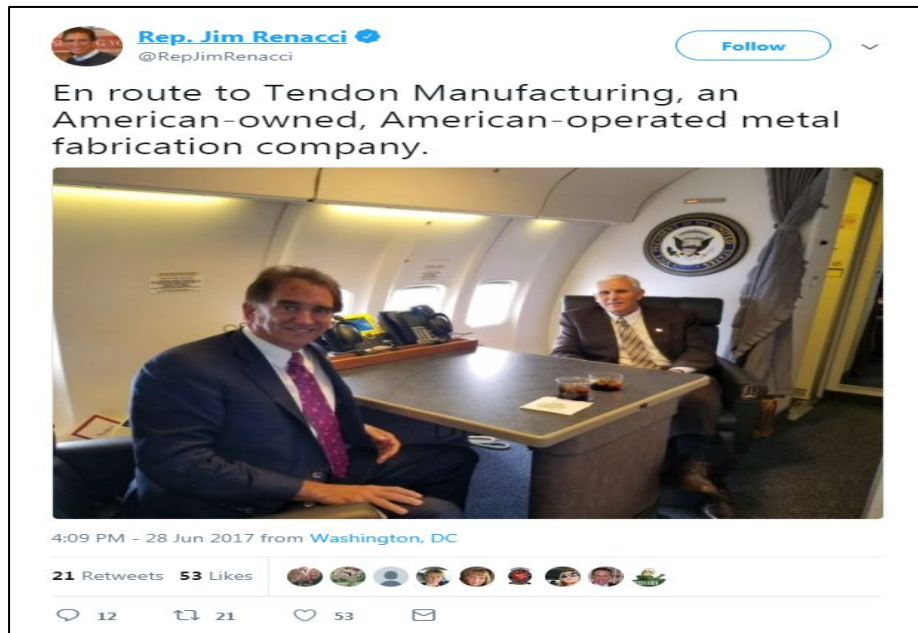 Rep. Jim Renacci
@RepJimRenacci
Follow
En route to Tendon Manufacturing, an
American-owned, American-operated metal
fabrication company.
4:09 PM - 28 Jun 2017 from Washington, DC
21 Retweets 53 Likes
12 21 53